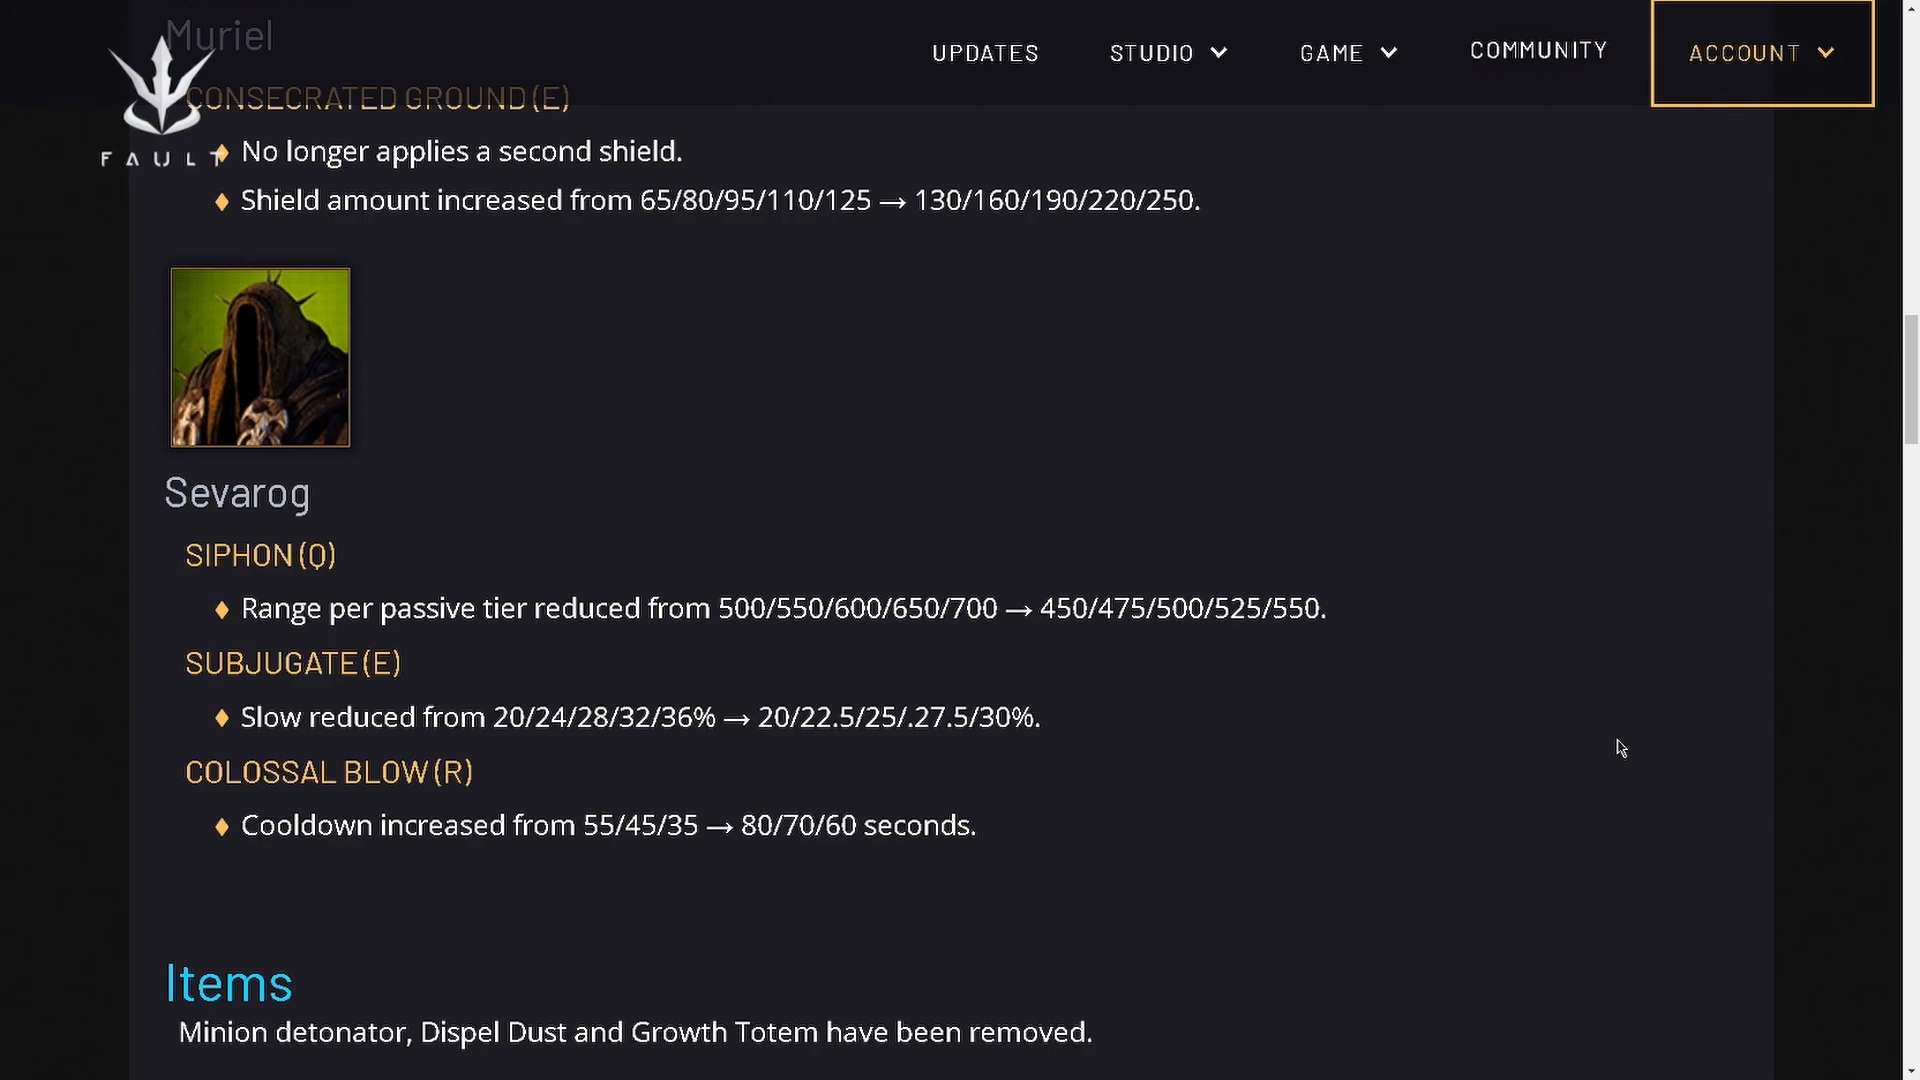 Muriel
UPDATES
STUDIO
GAME
COMMUNITY
ACCOUNT
FAULT
CONSECRATED GROUND (E)
No longer applies a second shield.
Shield amount increased from 65/80/95/110/125 → 130/160/190/220/250.
Sevarog
SIPHON (Q)
Range per passive tier reduced from 500/550/600/650/700 → 450/475/500/525/550.
SUBJUGATE (E)
Slow reduced from 20/24/28/32/36% → 20/22.5/25/.27.5/30%.
COLOSSAL BLOW (R)
Cooldown increased from 55/45/35 → 80/70/60 seconds.
Items
Minion detonator, Dispel Dust and Growth Totem have been removed.